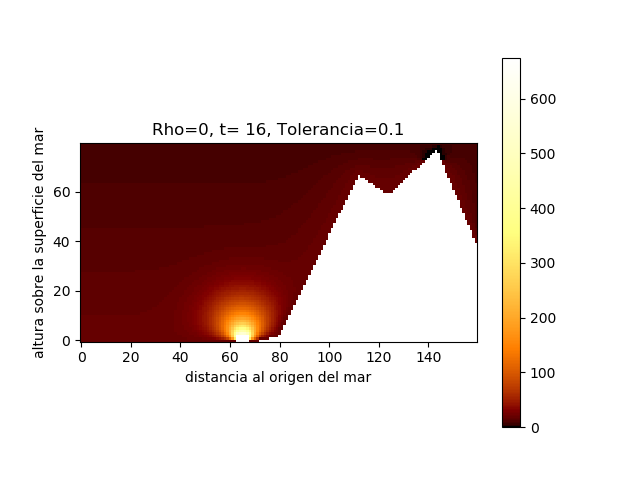 Rho=0, t= 16, Tolerancia=0.1
altura sobre la superficie del mar
60
40
20
0
0 20 40 60 80 100 120 140
distancia al origen del mar
600
500
400
300
200
100
0